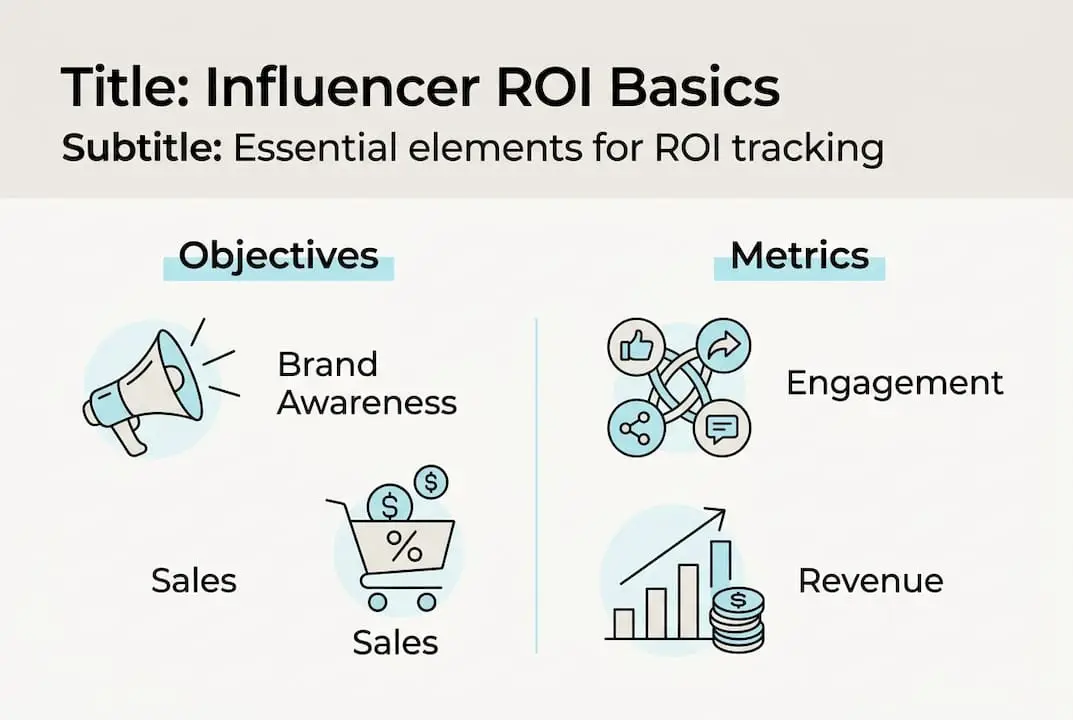 Title: Influencer ROI Basics
Subtitle: Essential elements for ROI tracking
Objectives
Brand
Awareness
$
$
%
Sales
Sales
Metrics
Engagement
$
Revenue